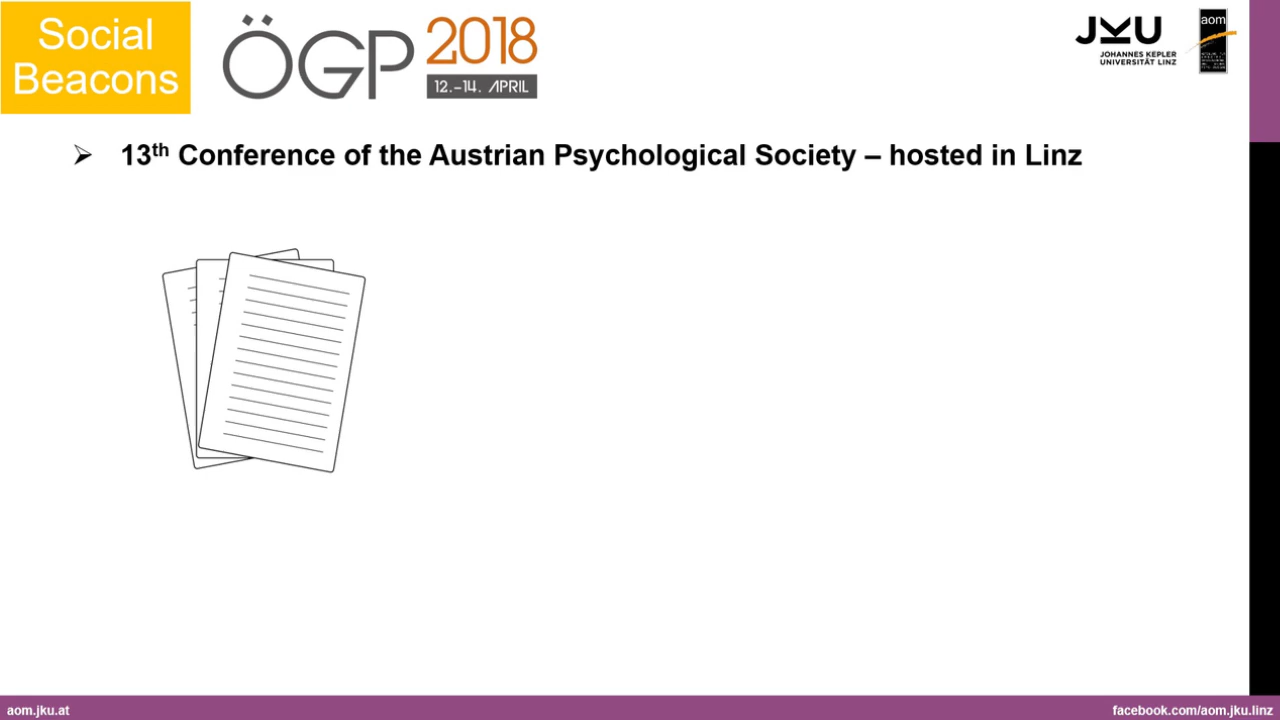 Social
Beacons
ÖGP 2018
12.–14. APRIL
JKU
JOHANNES KEPLER
UNIVERSITÄT LINZ
aom
➢ 13th Conference of the Austrian Psychological Society – hosted in Linz
aom.jku.at
facebook.com/aom.jku.linz